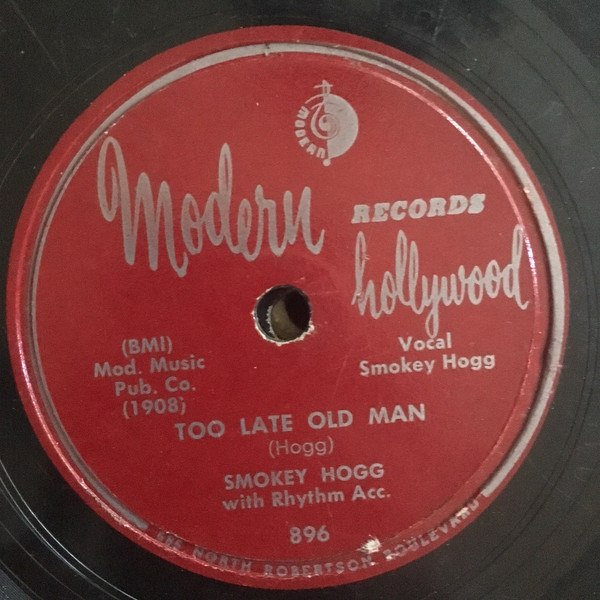 MODERN
Modern
RECORDS
hollywood
(BMI)
Mod. Music
Pub. Co.
(1908)
Vocal
Smokey Hogg
TOO LATE OLD MAN
(Hogg)
SMOKEY HOGG
with Rhythm Acc.
896
NORTH ROBERTSON BOULEVARD